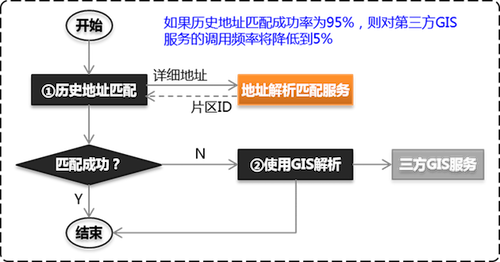 开始
如果历史地址匹配成功率为95%，则对第三方GIS
服务的调用频率将降低到5%
详细地址
①历史地址匹配
地址解析匹配服务
片区ID
匹配成功？
N
②使用GIS解析
三方GIS服务
Y
结束